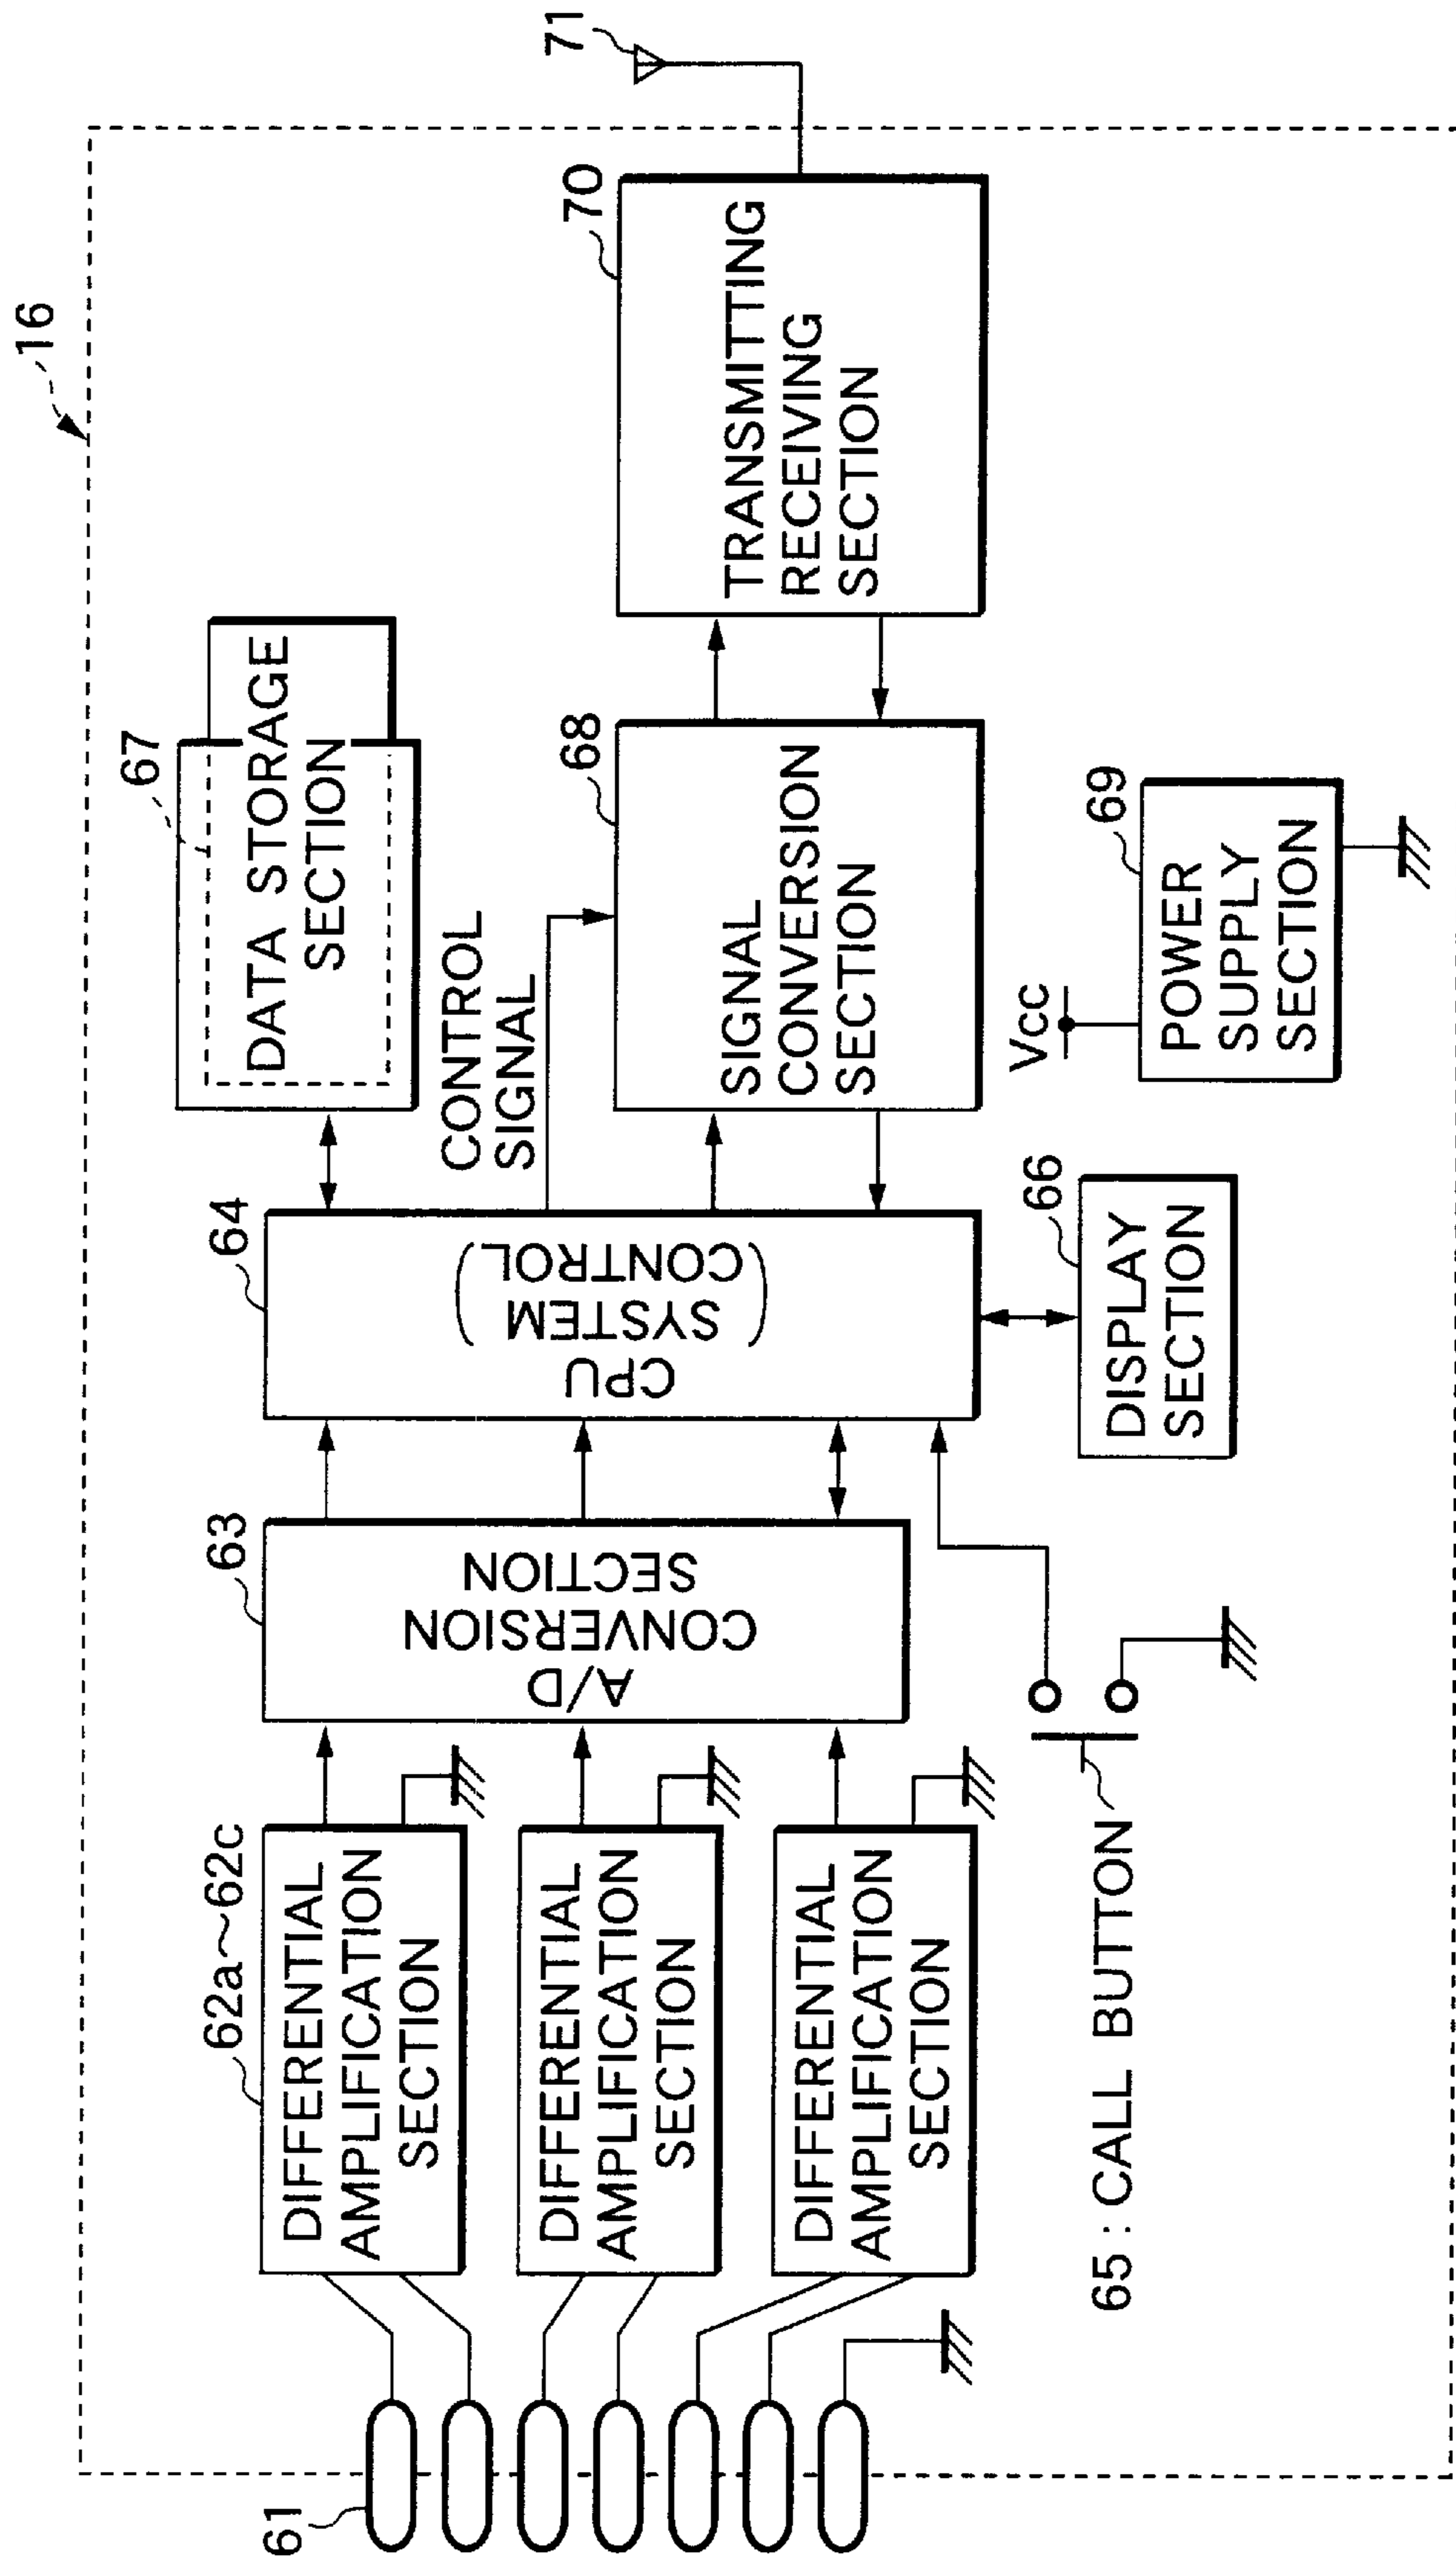 16
71
67
DATA STORAGE
SECTION
70
TRANSMITTING
RECEIVING
SECTION
CONTROL
SIGNAL
68
SIGNAL
CONVERSION
SECTION
64
CPU
(SYSTEM
CONTROL)
63
A/D
CONVERSION
SECTION
62a~62c
DIFFERENTIAL
AMPLIFICATION
SECTION
DIFFERENTIAL
AMPLIFICATION
SECTION
DIFFERENTIAL
AMPLIFICATION
SECTION
61
66
DISPLAY
SECTION
Vcc
69
POWER
SUPPLY
SECTION
65 : CALL BUTTON